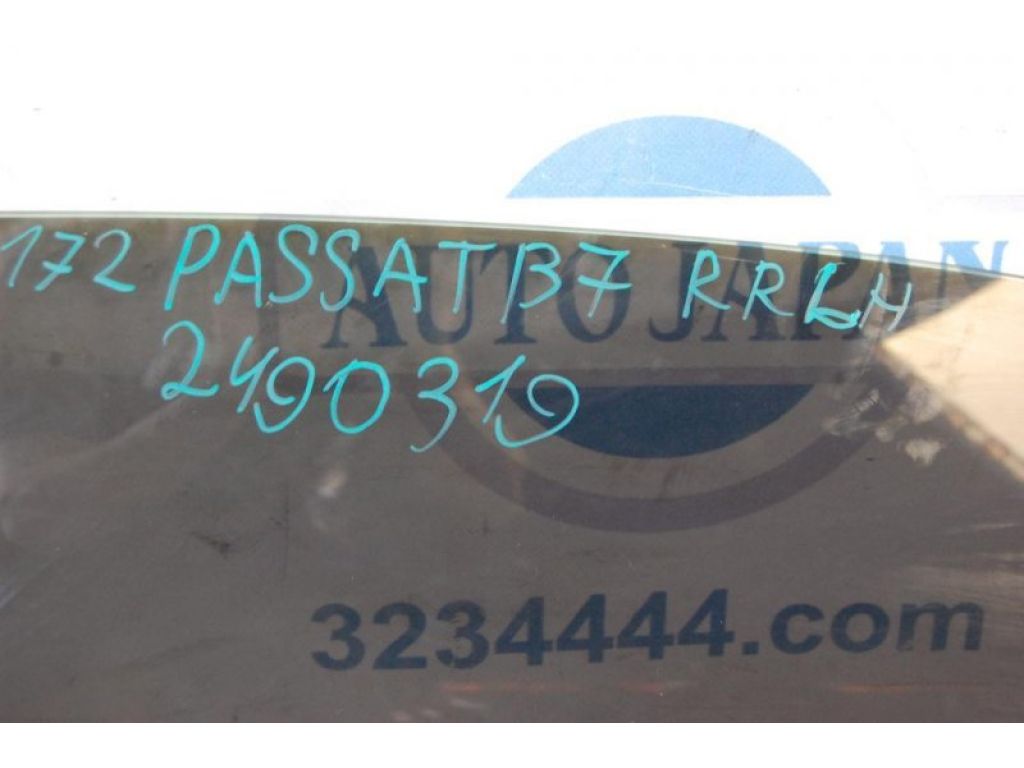 172 PASSAT B7 RR LH
2490319
AUTO JAPAN
3234444.com